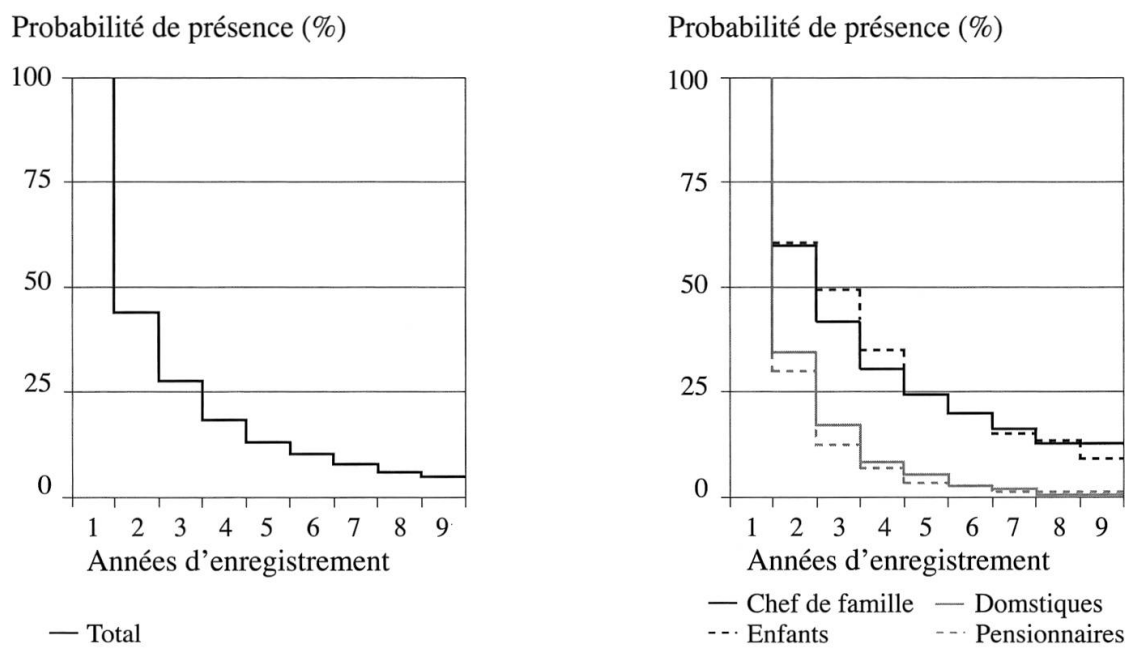 Probabilité de présence (%)
100
75
50
25
0
1 2 3 4 5 6 7 8 9
Années d'enregistrement
Total
Probabilité de présence (%)
100
75
50
25
0
1 2 3 4 5 6 7 8 9
Années d'enregistrement
Chef de famille Domstiques
Enfants Pensionnaires